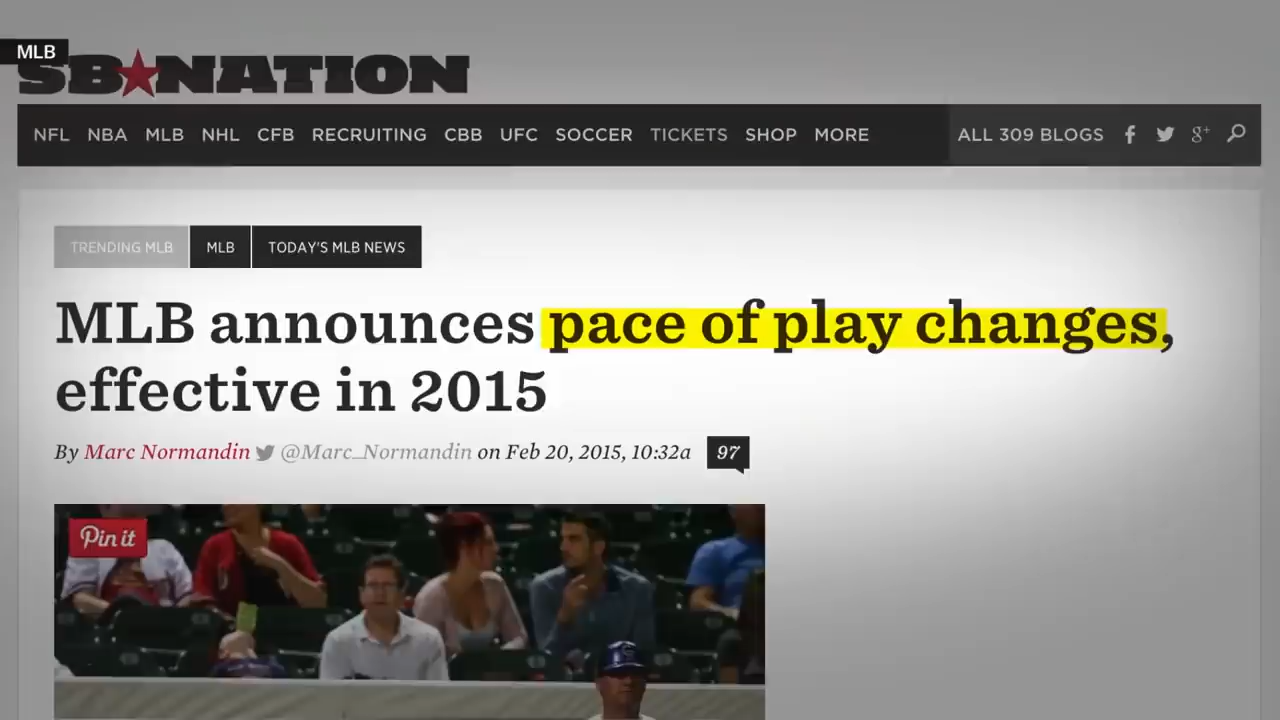 MLB
SB★NATION
NFL NBA MLB NHL CFB RECRUITING CBB UFC SOCCER TICKETS SHOP MORE ALL 309 BLOGS f g+
TRENDING MLB MLB TODAY'S MLB NEWS
MLB announces pace of play changes,
effective in 2015
By Marc Normandin @Marc_Normandin on Feb 20, 2015, 10:32a 97
Pin it